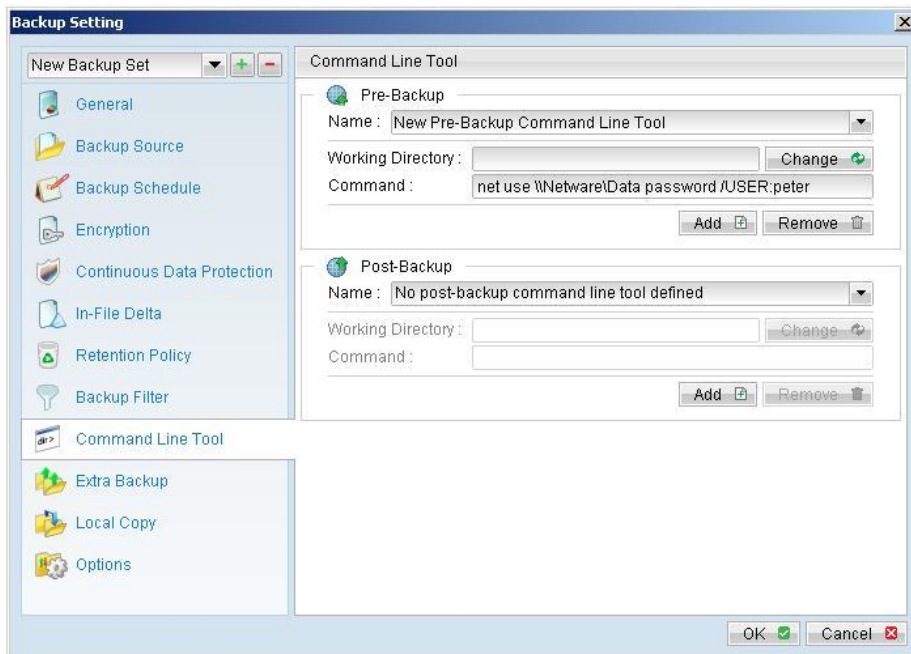 Backup Setting
New Backup Set
General
Backup Source
Backup Schedule
Encryption
Continuous Data Protection
In-File Delta
Retention Policy
Backup Filter
dir>
Command Line Tool
Extra Backup
Local Copy
Options
Command Line Tool
Pre-Backup
Name : New Pre-Backup Command Line Tool
Working Directory : Change
Command : net use \\Netware\Data password /USER:peter
Add Remove
Post-Backup
Name : No post-backup command line tool defined
Working Directory : Change
Command :
Add Remove
OK Cancel